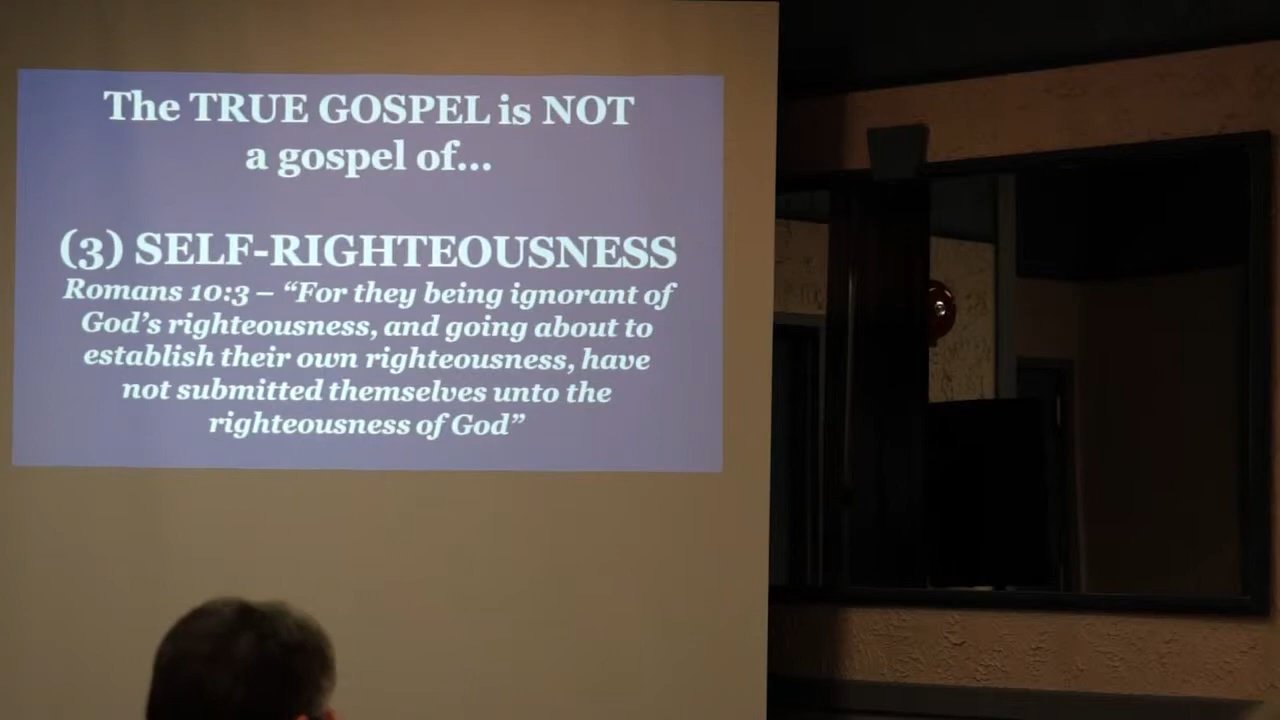 The TRUE GOSPEL is NOT
a gospel of...
(3) SELF-RIGHTEOUSNESS
Romans 10:3 – “For they being ignorant of
God’s righteousness, and going about to
establish their own righteousness, have
not submitted themselves unto the
righteousness of God”